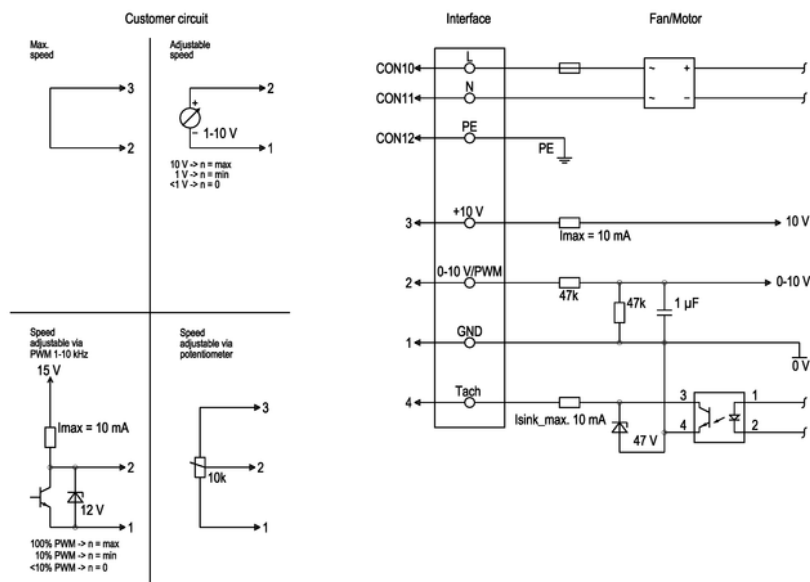 Customer circuit
Interface
Fan/Motor
Max.
speed
3
2
Adjustable
speed
2
+
1-10 V
−
1
10 V -> n = max
1 V -> n = min
<1 V -> n = 0
Speed
adjustable via
PWM 1-10 kHz
15 V
Imax = 10 mA
2
12 V
1
100% PWM -> n = max
10% PWM -> n = min
<10% PWM -> n = 0
Speed
adjustable via
potentiometer
3
2
10k
1
CON10
L
~
+
CON11
N
~
−
CON12
PE
PE
3
+10 V
10 V
Imax = 10 mA
2
0-10 V/PWM
0-10 V
47k
47k
1 µF
1
GND
0 V
4
Tach
3
1
Isink_max. 10 mA
4
2
47 V